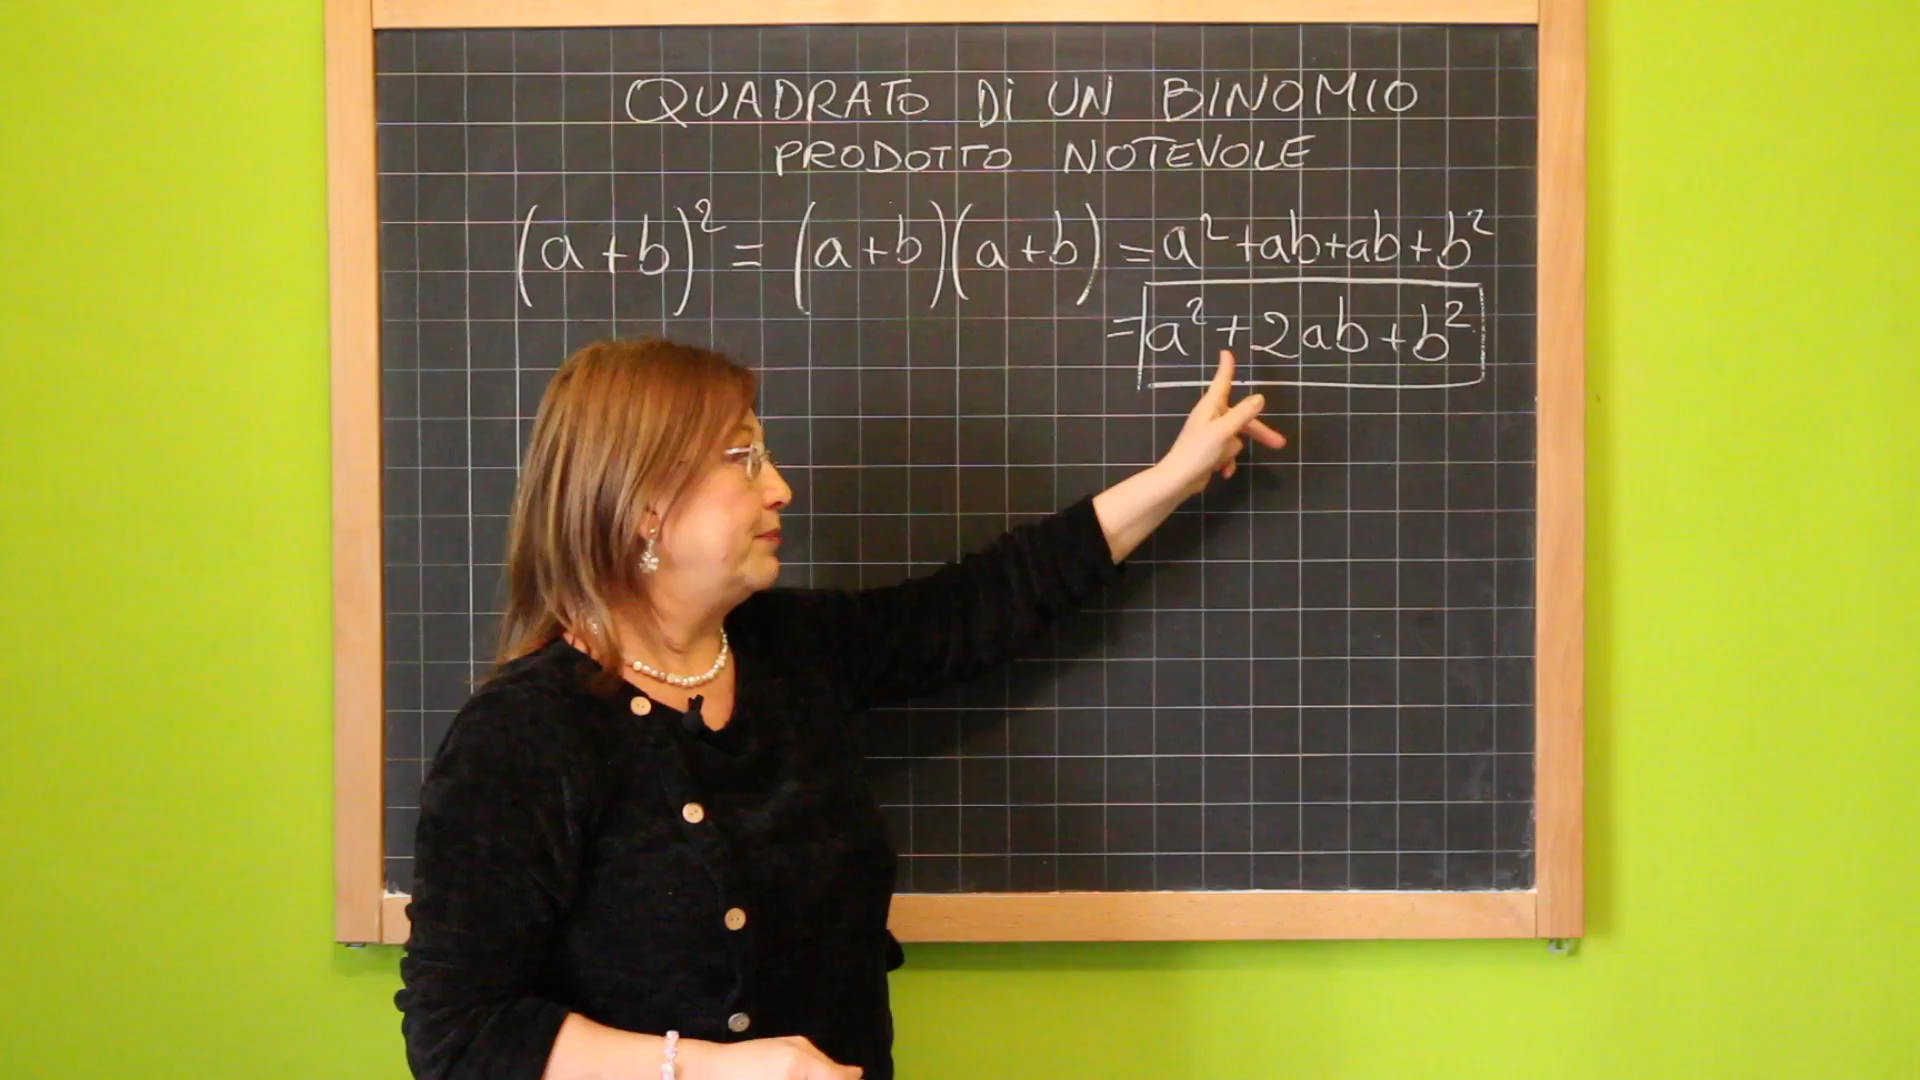 QUADRATO Di UN BINOMIO
PRODOTTO NOTEVOLE
(a+b)² = (a+b)(a+b) = a²+ab+ab+b²
= a²+2ab+b²